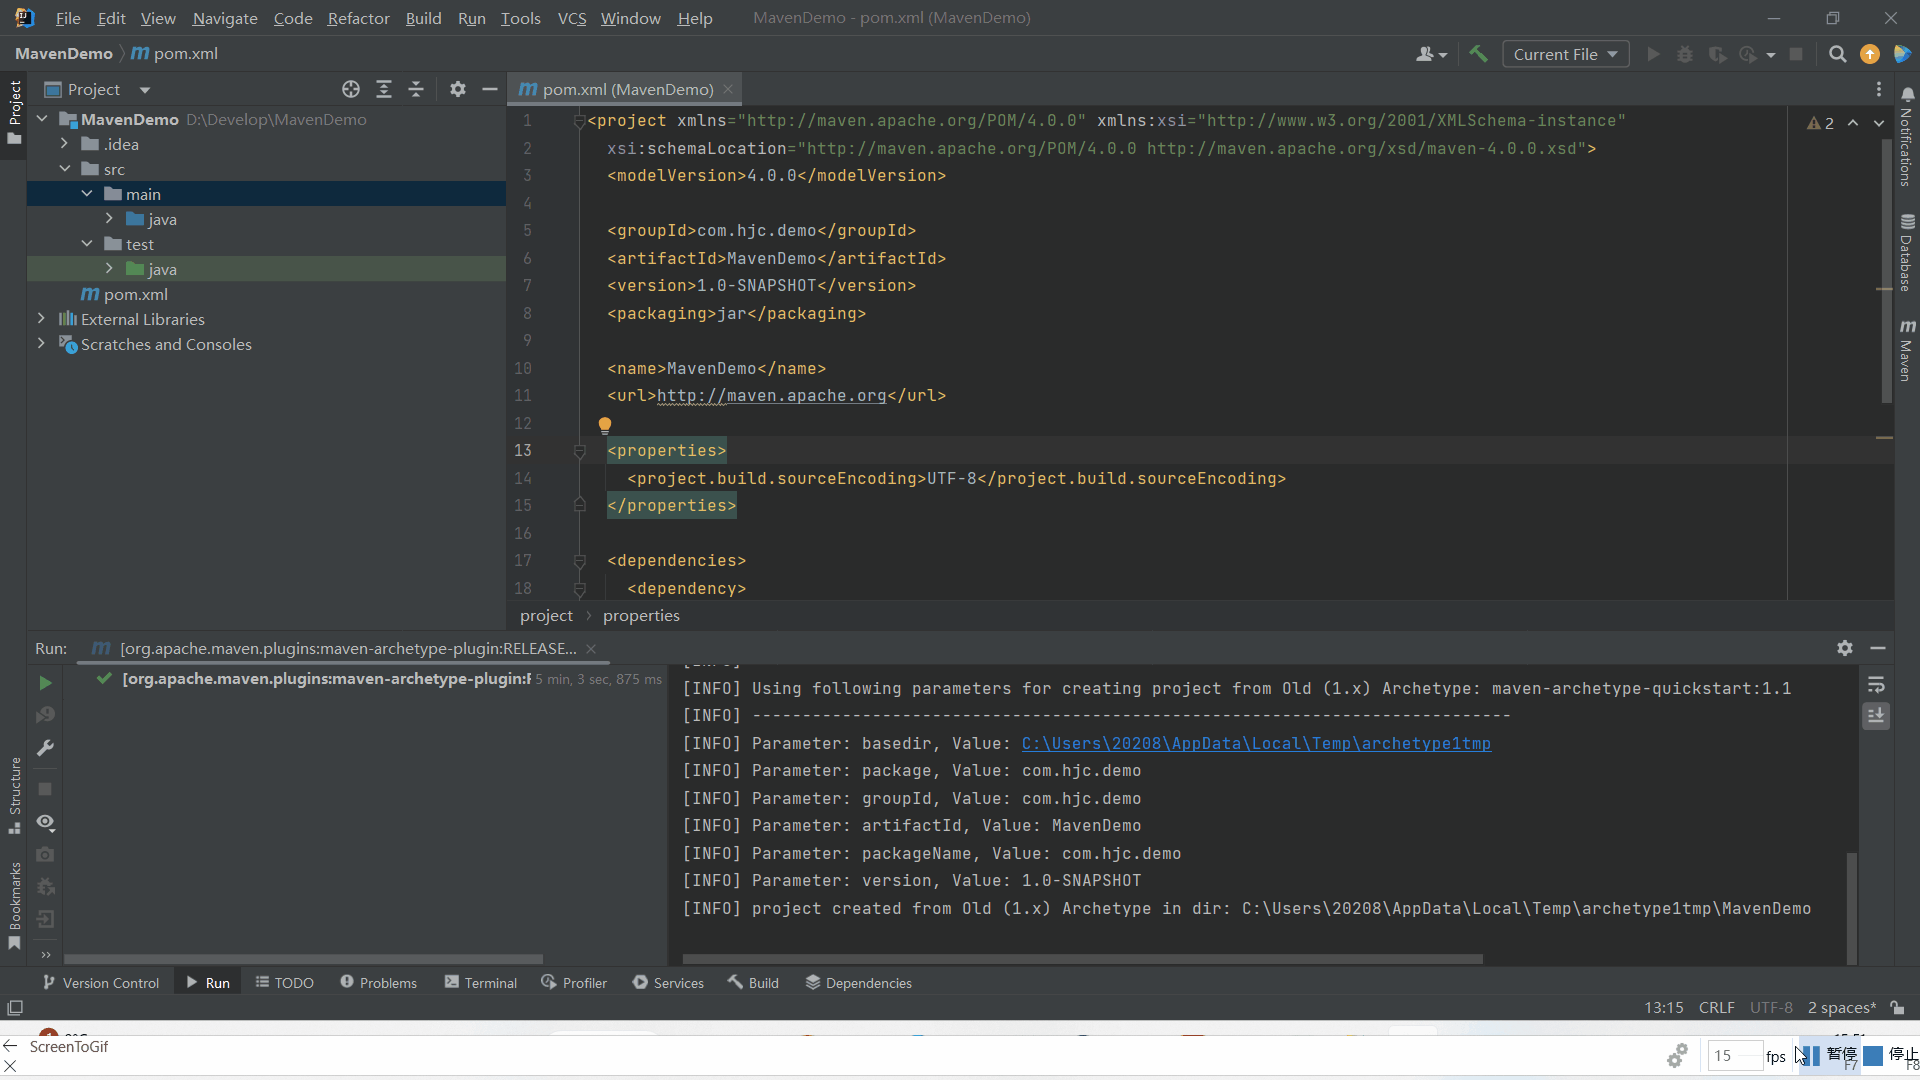 File Edit View Navigate Code Refactor Build Run Tools VCS Window Help MavenDemo - pom.xml (MavenDemo)
MavenDemo m pom.xml Current File
Project
Project
m pom.xml (MavenDemo)
MavenDemo D:\Develop\MavenDemo
.idea
src
main
java
test
java
m pom.xml
External Libraries
Scratches and Consoles
1 <project xmlns="http://maven.apache.org/POM/4.0.0" xmlns:xsi="http://www.w3.org/2001/XMLSchema-instance"
2 xsi:schemaLocation="http://maven.apache.org/POM/4.0.0 http://maven.apache.org/xsd/maven-4.0.0.xsd">
3 <modelVersion>4.0.0</modelVersion>
4
5 <groupId>com.hjc.demo</groupId>
6 <artifactId>MavenDemo</artifactId>
7 <version>1.0-SNAPSHOT</version>
8 <packaging>jar</packaging>
9
10 <name>MavenDemo</name>
11 <url>http://maven.apache.org</url>
12
13 <properties>
14 <project.build.sourceEncoding>UTF-8</project.build.sourceEncoding>
15 </properties>
16
17 <dependencies>
18 <dependency>
2
Notifications
Database
m Maven
project properties
Run: m [org.apache.maven.plugins:maven-archetype-plugin:RELEASE...
[org.apache.maven.plugins:maven-archetype-plugin: 5 min, 3 sec, 875 ms
[INFO] Using following parameters for creating project from Old (1.x) Archetype: maven-archetype-quickstart:1.1
[INFO] ----------------------------------------------------------------------------
[INFO] Parameter: basedir, Value: C:\Users\20208\AppData\Local\Temp\archetype1tmp
[INFO] Parameter: package, Value: com.hjc.demo
[INFO] Parameter: groupId, Value: com.hjc.demo
[INFO] Parameter: artifactId, Value: MavenDemo
[INFO] Parameter: packageName, Value: com.hjc.demo
[INFO] Parameter: version, Value: 1.0-SNAPSHOT
[INFO] project created from Old (1.x) Archetype in dir: C:\Users\20208\AppData\Local\Temp\archetype1tmp\MavenDemo
Structure
Bookmarks
Version Control Run TODO Problems Terminal Profiler Services Build Dependencies
13:15 CRLF UTF-8 2 spaces*
ScreenToGif
15 fps 暂停 F7 停止 F8